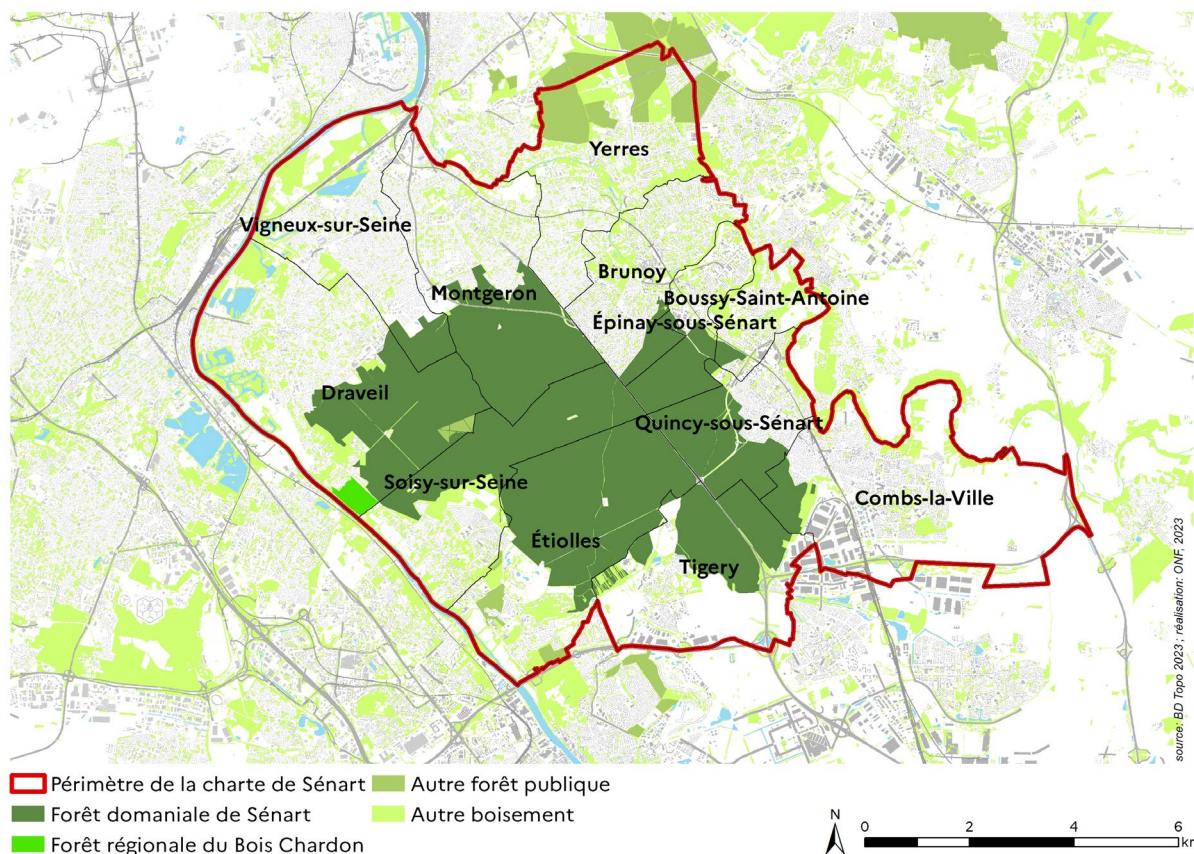 Yerres
Vigneux-sur-Seine
Brunoy
Montgeron
Boussy-Saint-Antoine
Épinay-sous-Sénart
Draveil
Quincy-sous-Sénart
Soisy-sur-Seine
Combs-la-Ville
Étiolles
Tigery
source: BD Topo 2023 ; réalisation: ONF, 2023
Périmètre de la charte de Sénart
Autre forêt publique
Forêt domaniale de Sénart
Autre boisement
Forêt régionale du Bois Chardon
N
0 2 4 6
km